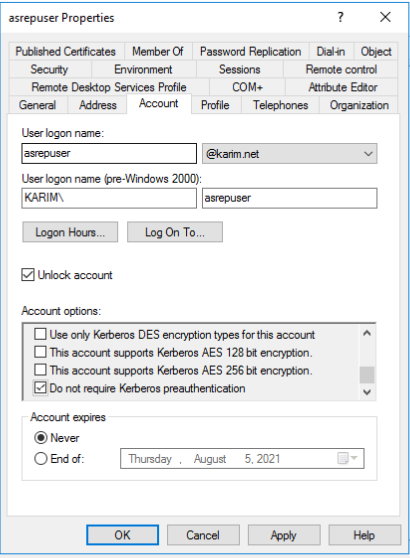 asrepuser Properties ? ×
Published Certificates Member Of Password Replication Dial-in Object
Security Environment Sessions Remote control
Remote Desktop Services Profile COM+ Attribute Editor
General Address Account Profile Telephones Organization
User logon name:
asrepuser @karim.net
User logon name (pre-Windows 2000):
KARIM\ asrepuser
Logon Hours... Log On To...
Unlock account
Account options:
Use only Kerberos DES encryption types for this account
This account supports Kerberos AES 128 bit encryption.
This account supports Kerberos AES 256 bit encryption.
Do not require Kerberos preauthentication
Account expires
Never
End of: Thursday , August 5, 2021
OK Cancel Apply Help